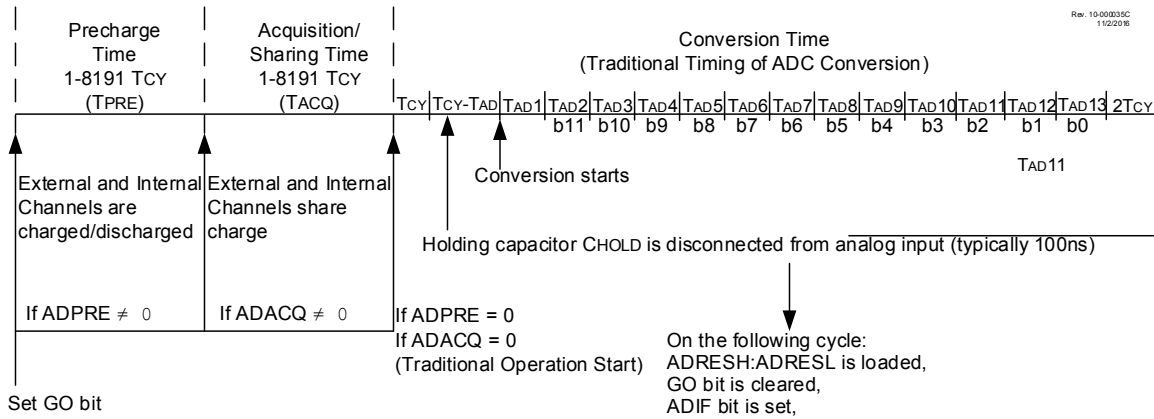 Rev. 10-000035C
11/2/2016
Precharge
Time
1-8191 TCY
(TPRE)
Acquisition/
Sharing Time
1-8191 TCY
(TACQ)
Conversion Time
(Traditional Timing of ADC Conversion)
TCY TCY-TAD TAD1 TAD2 TAD3 TAD4 TAD5 TAD6 TAD7 TAD8 TAD9 TAD10 TAD11 TAD12 TAD13 2TCY
b11 b10 b9 b8 b7 b6 b5 b4 b3 b2 b1 b0
TAD11
External and Internal
Channels are
charged/discharged
External and Internal
Channels share
charge
Conversion starts
Holding capacitor CHOLD is disconnected from analog input (typically 100ns)
If ADPRE ≠ 0
If ADACQ ≠ 0
If ADPRE = 0
If ADACQ = 0
(Traditional Operation Start)
On the following cycle:
ADRESH:ADRESL is loaded,
GO bit is cleared,
ADIF bit is set,
Set GO bit